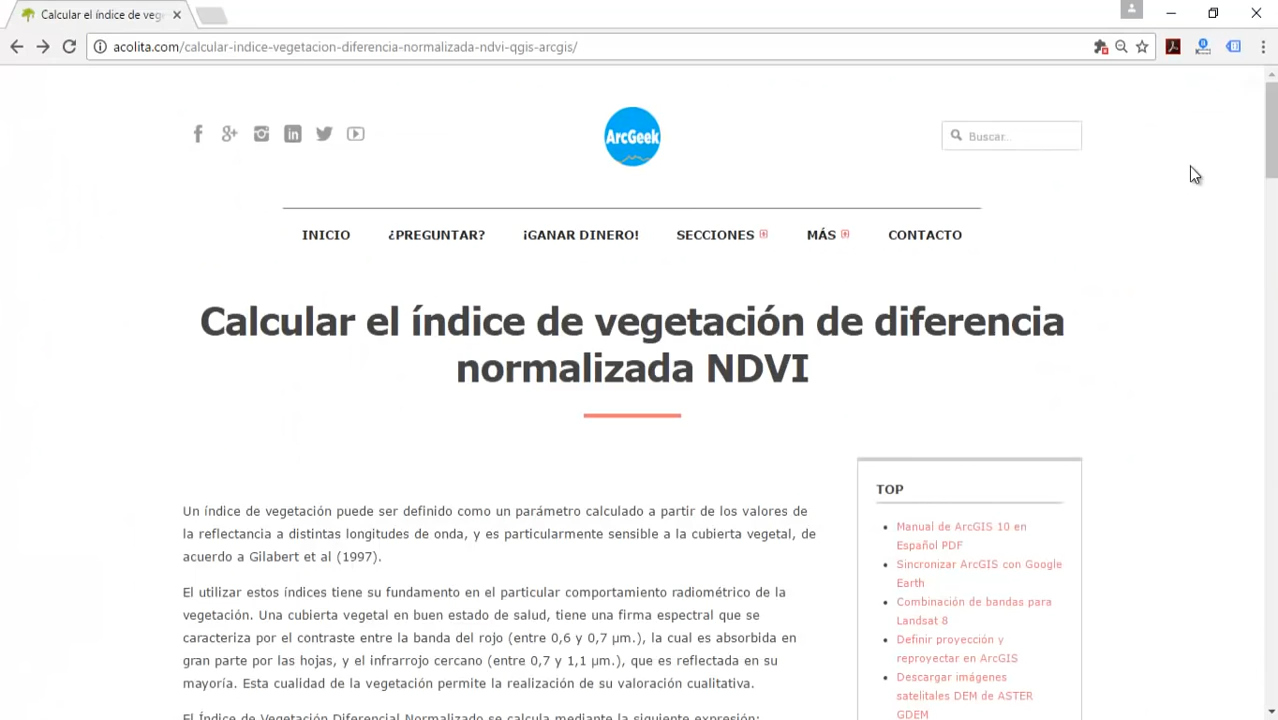 Calcular el índice de veg
acolita.com/calcular-indice-vegetacion-diferencia-normalizada-ndvi-qgis-arcgis/
ArcGeek
Buscar...
INICIO ¿PREGUNTAR? ¡GANAR DINERO! SECCIONES MÁS CONTACTO
Calcular el índice de vegetación de diferencia
normalizada NDVI
Un índice de vegetación puede ser definido como un parámetro calculado a partir de los valores de
la reflectancia a distintas longitudes de onda, y es particularmente sensible a la cubierta vegetal, de
acuerdo a Gilabert et al (1997).
El utilizar estos índices tiene su fundamento en el particular comportamiento radiométrico de la
vegetación. Una cubierta vegetal en buen estado de salud, tiene una firma espectral que se
caracteriza por el contraste entre la banda del rojo (entre 0,6 y 0,7 µm.), la cual es absorbida en
gran parte por las hojas, y el infrarrojo cercano (entre 0,7 y 1,1 µm.), que es reflectada en su
mayoría. Esta cualidad de la vegetación permite la realización de su valoración cualitativa.
El Índice de Vegetación Diferencial Normalizado se calcula mediante la siguiente expresión:
TOP
Manual de ArcGIS 10 en
Español PDF
Sincronizar ArcGIS con Google
Earth
Combinación de bandas para
Landsat 8
Definir proyección y
reproyectar en ArcGIS
Descargar imágenes
satelitales DEM de ASTER
GDEM